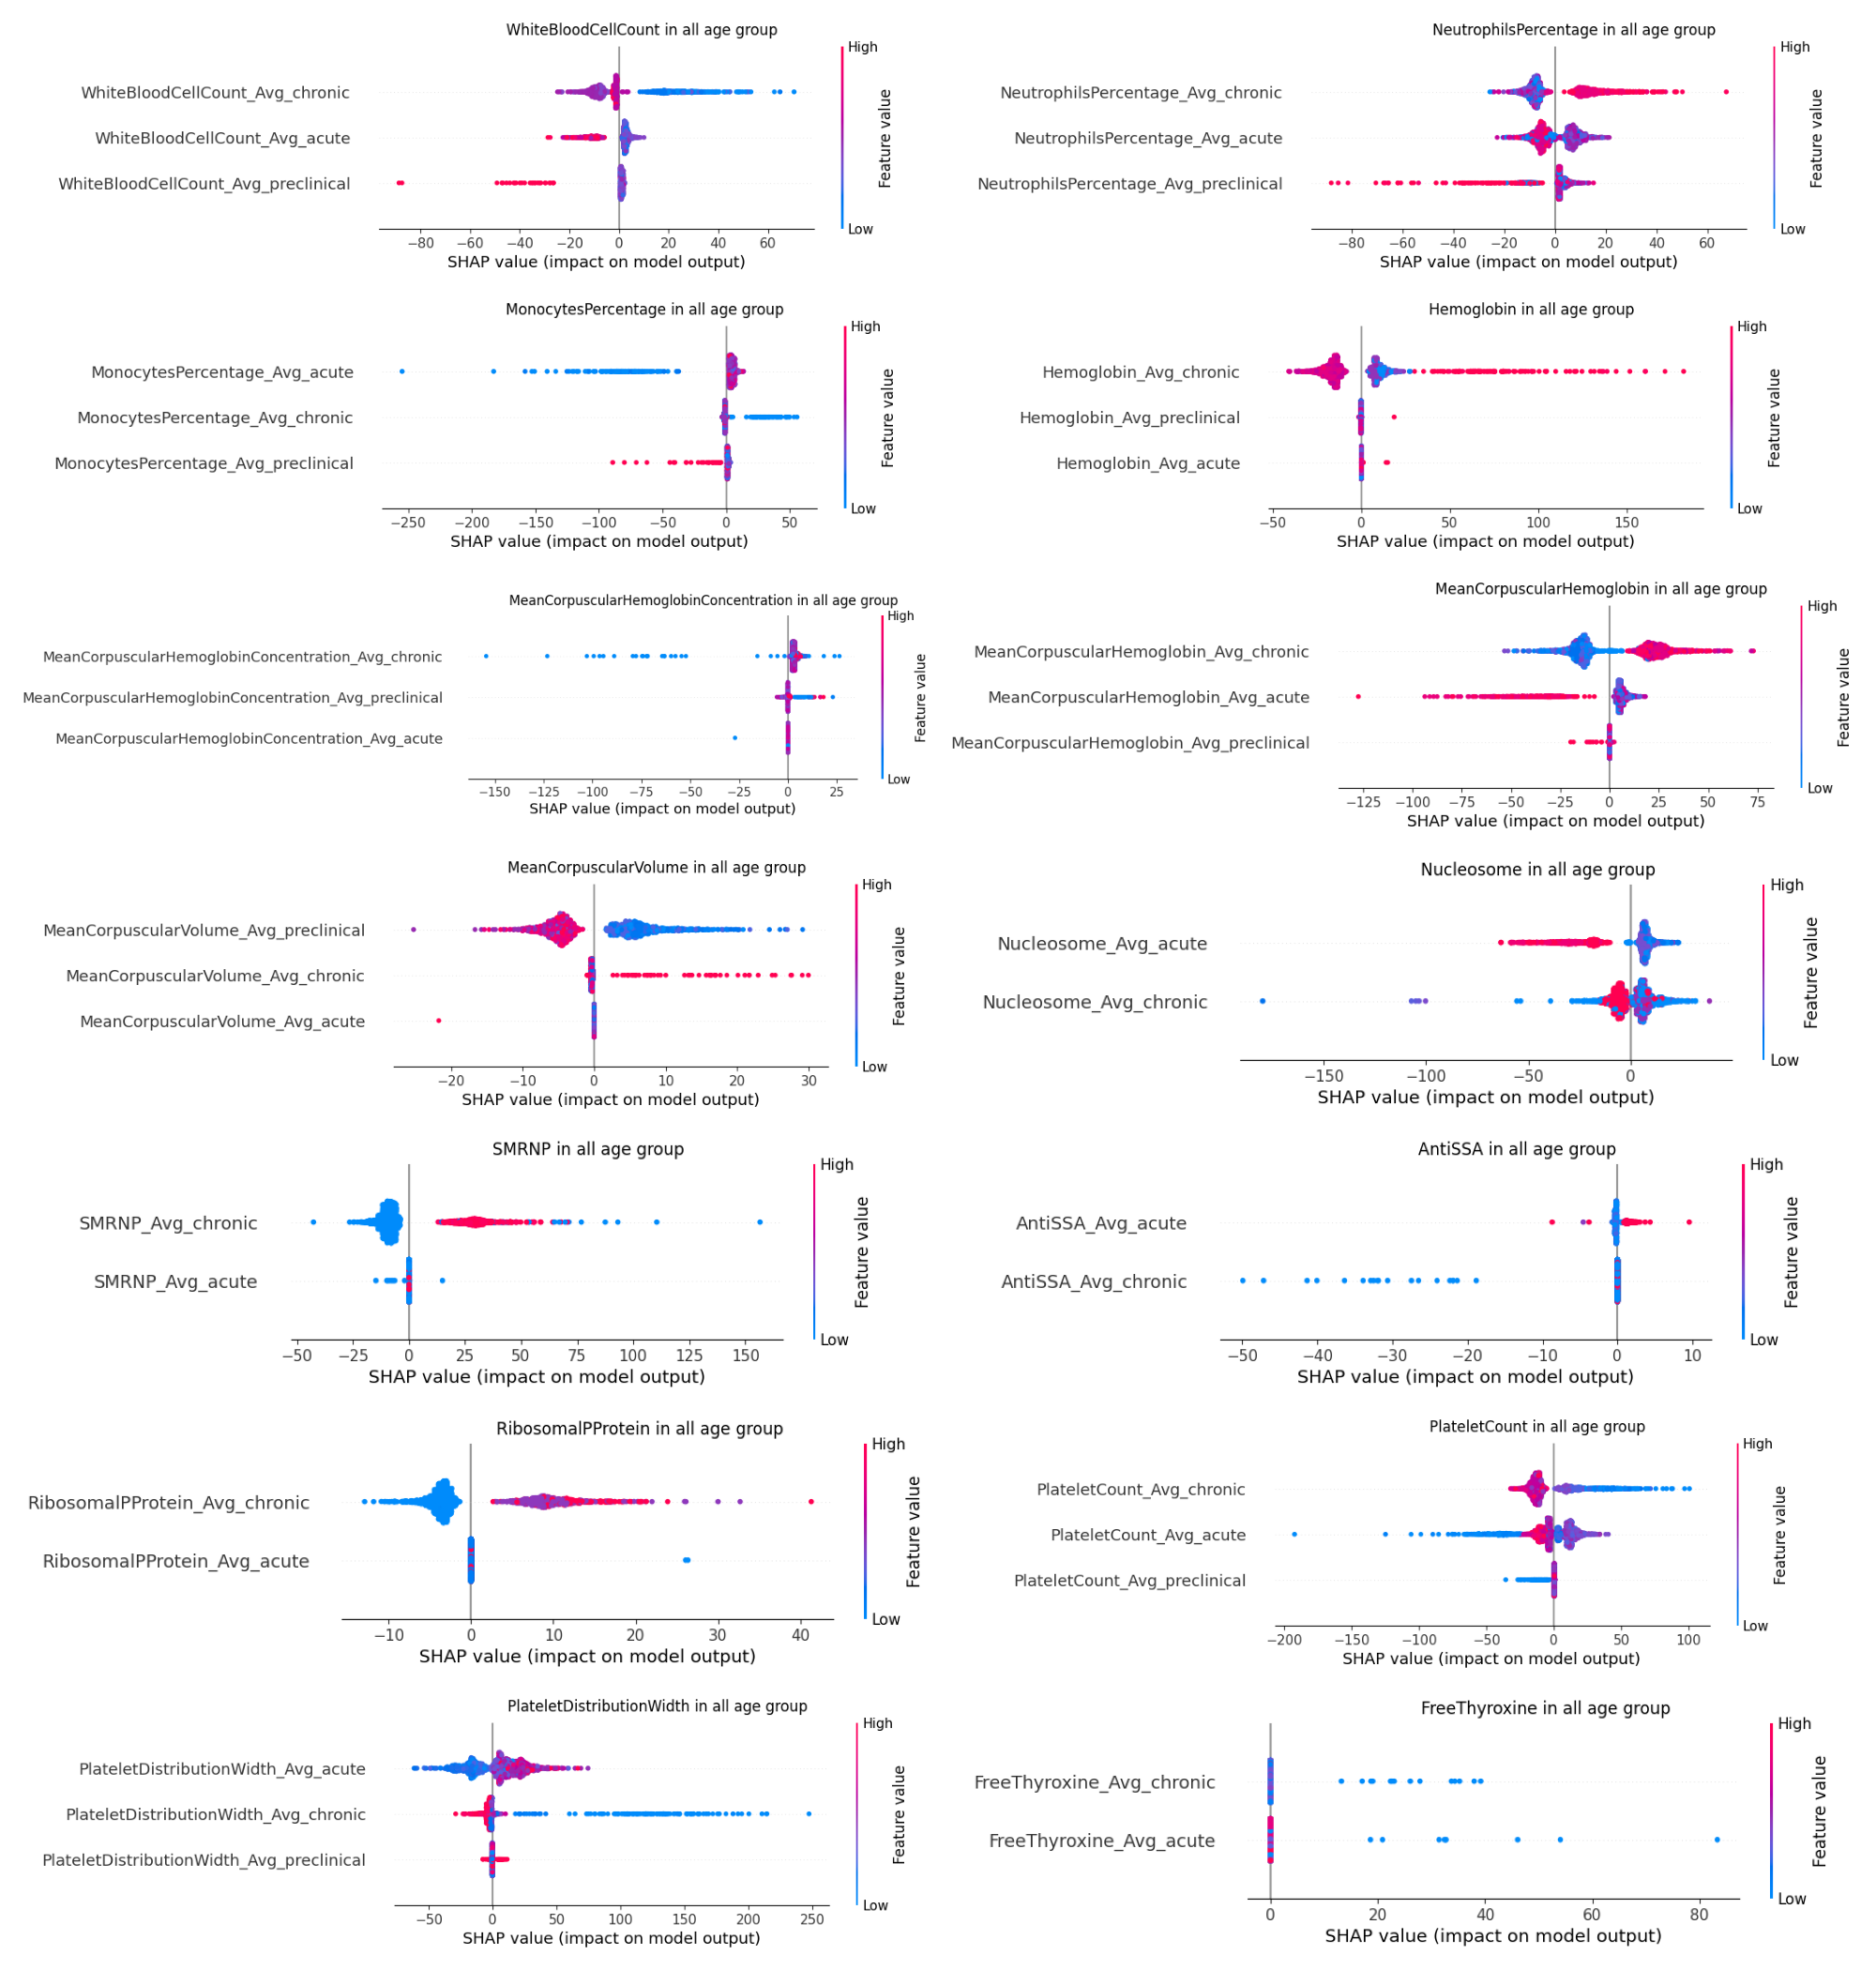 WhiteBloodCellCount in all age group
High
WhiteBloodCellCount_Avg_chronic
WhiteBloodCellCount_Avg_acute
WhiteBloodCellCount_Avg_preclinical
Feature value
Low
−80 −60 −40 −20 0 20 40 60
SHAP value (impact on model output)
NeutrophilsPercentage in all age group
High
NeutrophilsPercentage_Avg_chronic
NeutrophilsPercentage_Avg_acute
NeutrophilsPercentage_Avg_preclinical
Feature value
Low
−80 −60 −40 −20 0 20 40 60
SHAP value (impact on model output)
MonocytesPercentage in all age group
High
MonocytesPercentage_Avg_acute
MonocytesPercentage_Avg_chronic
MonocytesPercentage_Avg_preclinical
Feature value
Low
−250 −200 −150 −100 −50 0 50
SHAP value (impact on model output)
Hemoglobin in all age group
High
Hemoglobin_Avg_chronic
Hemoglobin_Avg_preclinical
Hemoglobin_Avg_acute
Feature value
Low
−50 0 50 100 150
SHAP value (impact on model output)
MeanCorpuscularHemoglobinConcentration in all age group
High
MeanCorpuscularHemoglobinConcentration_Avg_chronic
MeanCorpuscularHemoglobinConcentration_Avg_preclinical
MeanCorpuscularHemoglobinConcentration_Avg_acute
Feature value
Low
−150 −125 −100 −75 −50 −25 0 25
SHAP value (impact on model output)
MeanCorpuscularHemoglobin in all age group
High
MeanCorpuscularHemoglobin_Avg_chronic
MeanCorpuscularHemoglobin_Avg_acute
MeanCorpuscularHemoglobin_Avg_preclinical
Feature value
Low
−125 −100 −75 −50 −25 0 25 50 75
SHAP value (impact on model output)
MeanCorpuscularVolume in all age group
High
MeanCorpuscularVolume_Avg_preclinical
MeanCorpuscularVolume_Avg_chronic
MeanCorpuscularVolume_Avg_acute
Feature value
Low
−20 −10 0 10 20 30
SHAP value (impact on model output)
Nucleosome in all age group
High
Nucleosome_Avg_acute
Nucleosome_Avg_chronic
Feature value
Low
−150 −100 −50 0
SHAP value (impact on model output)
SMRNP in all age group
High
SMRNP_Avg_chronic
SMRNP_Avg_acute
Feature value
Low
−50 −25 0 25 50 75 100 125 150
SHAP value (impact on model output)
AntiSSA in all age group
High
AntiSSA_Avg_acute
AntiSSA_Avg_chronic
Feature value
Low
−50 −40 −30 −20 −10 0 10
SHAP value (impact on model output)
RibosomalPProtein in all age group
High
RibosomalPProtein_Avg_chronic
RibosomalPProtein_Avg_acute
Feature value
Low
−10 0 10 20 30 40
SHAP value (impact on model output)
PlateletCount in all age group
High
PlateletCount_Avg_chronic
PlateletCount_Avg_acute
PlateletCount_Avg_preclinical
Feature value
Low
−200 −150 −100 −50 0 50 100
SHAP value (impact on model output)
PlateletDistributionWidth in all age group
High
PlateletDistributionWidth_Avg_acute
PlateletDistributionWidth_Avg_chronic
PlateletDistributionWidth_Avg_preclinical
Feature value
Low
−50 0 50 100 150 200 250
SHAP value (impact on model output)
FreeThyroxine in all age group
High
FreeThyroxine_Avg_chronic
FreeThyroxine_Avg_acute
Feature value
Low
0 20 40 60 80
SHAP value (impact on model output)